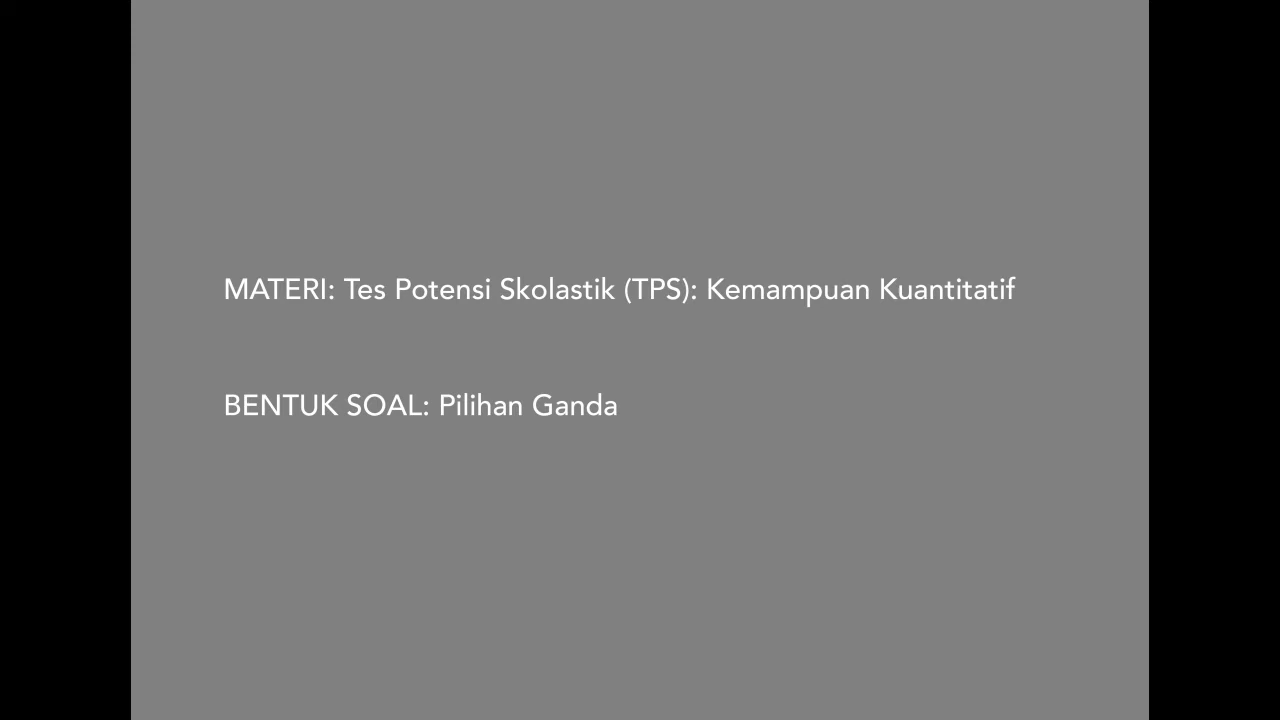 MATERI: Tes Potensi Skolastik (TPS): Kemampuan Kuantitatif
BENTUK SOAL: Pilihan Ganda